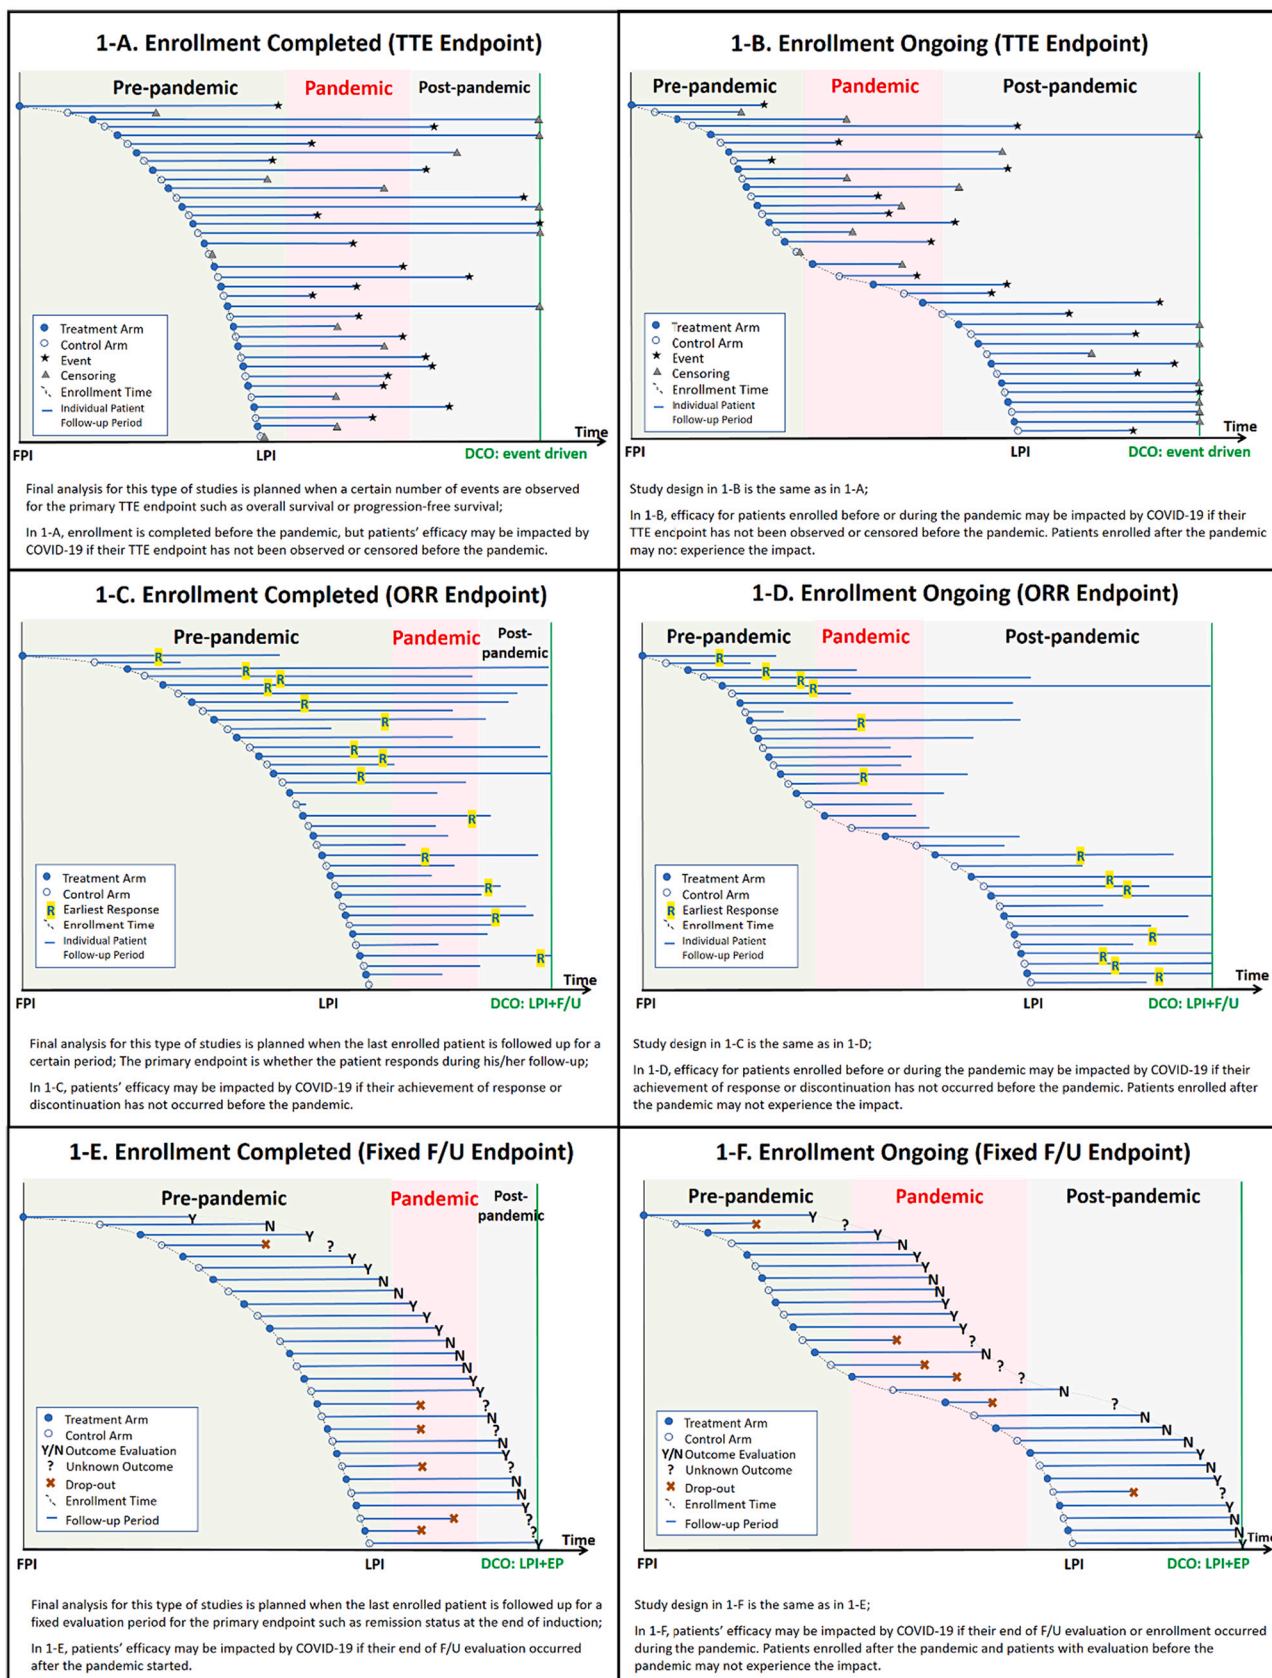 1-A. Enrollment Completed (TTE Endpoint)
Pre-pandemic
Pandemic
Post-pandemic
Treatment Arm
Control Arm
Event
Censoring
Enrollment Time
Individual Patient
Follow-up Period
Time
FPI
LPI
DCO: event driven
Final analysis for this type of studies is planned when a certain number of events are observed
for the primary TTE endpoint such as overall survival or progression-free survival;
In 1-A, enrollment is completed before the pandemic, but patients’ efficacy may be impacted by
COVID-19 if their TTE endpoint has not been observed or censored before the pandemic.
1-B. Enrollment Ongoing (TTE Endpoint)
Pre-pandemic
Pandemic
Post-pandemic
Treatment Arm
Control Arm
Event
Censoring
Enrollment Time
Individual Patient
Follow-up Period
Time
FPI
LPI
DCO: event driven
Study design in 1-B is the same as in 1-A;
In 1-B, efficacy for patients enrolled before or during the pandemic may be impacted by COVID-19 if their
TTE endpoint has not been observed or censored before the pandemic. Patients enrolled after the pandemic
may not experience the impact.
1-C. Enrollment Completed (ORR Endpoint)
Pre-pandemic
Pandemic
Post-
pandemic
R
R
R
R
R
R
R
R
R
R
R
R
R
R
Treatment Arm
Control Arm
R Earliest Response
Enrollment Time
Individual Patient
Follow-up Period
Time
FPI
LPI
DCO: LPI+F/U
Final analysis for this type of studies is planned when the last enrolled patient is followed up for a
certain period; The primary endpoint is whether the patient responds during his/her follow-up;
In 1-C, patients’ efficacy may be impacted by COVID-19 if their achievement of response or
discontinuation has not occurred before the pandemic.
1-D. Enrollment Ongoing (ORR Endpoint)
Pre-pandemic
Pandemic
Post-pandemic
R
R
R
R
R
R
R
R
R
R
R
R
R
Treatment Arm
Control Arm
R Earliest Response
Enrollment Time
Individual Patient
Follow-up Period
Time
FPI
LPI
DCO: LPI+F/U
Study design in 1-C is the same as in 1-D;
In 1-D, efficacy for patients enrolled before or during the pandemic may be impacted by COVID-19 if their
achievement of response or discontinuation has not occurred before the pandemic. Patients enrolled after
the pandemic may not experience the impact.
1-E. Enrollment Completed (Fixed F/U Endpoint)
Pre-pandemic
Pandemic
Post-
pandemic
Y
N
Y
?
Y
Y
N
N
Y
Y
Y
N
N
N
Y
Y
?
N
?
N
Y
?
N
N
Y
?
?
Y
Treatment Arm
Control Arm
Y/N Outcome Evaluation
? Unknown Outcome
Drop-out
Enrollment Time
Follow-up Period
Time
FPI
LPI
DCO: LPI+EP
Final analysis for this type of studies is planned when the last enrolled patient is followed up for a
fixed evaluation period for the primary endpoint such as remission status at the end of induction;
In 1-E, patients’ efficacy may be impacted by COVID-19 if their end of F/U evaluation occurred
after the pandemic started.
1-F. Enrollment Ongoing (Fixed F/U Endpoint)
Pre-pandemic
Pandemic
Post-pandemic
Y
?
Y
N
Y
Y
N
N
Y
Y
Y
?
N
?
?
N
?
N
N
N
Y
N
Y
?
Y
N
N
Y
Treatment Arm
Control Arm
Y/N Outcome Evaluation
? Unknown Outcome
Drop-out
Enrollment Time
Follow-up Period
Time
FPI
LPI
DCO: LPI+EP
Study design in 1-F is the same as in 1-E;
In 1-F, patients’ efficacy may be impacted by COVID-19 if their end of F/U evaluation or enrollment occurred
during the pandemic. Patients enrolled after the pandemic and patients with evaluation before the
pandemic may not experience the impact.